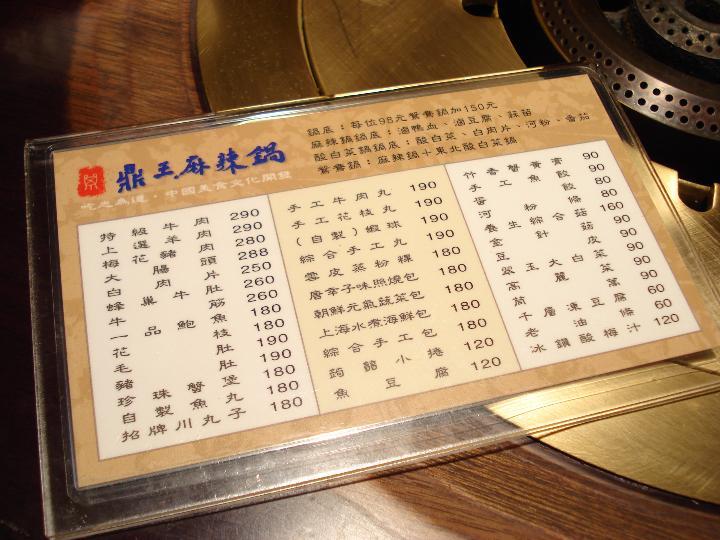 鼎王麻辣鍋
吃之鼎道・中國美食文化開發
鍋底:每位98元鴛鴦鍋加150元
麻辣鍋鍋底:滷鴨血、滷豆腐、蒜苗
酸白菜鍋鍋底:酸白菜、白肉片、河粉、番茄
鴛鴦鍋:麻辣鍋+東北酸白菜鍋
特級牛肉 290
上選羊肉 290
梅花肉 280
大腸頭 288
白肉片 250
蜂巢牛肚 260
牛筋 260
一品鮑魚 180
花枝 180
毛肚 190
豬肚 190
珍珠蟹堡 180
自製魚丸 180
招牌川丸子 180
手工牛肉丸 190
手工花枝丸 190
(自製)蝦球 190
綜合手工丸 190
雲皮蒸粉粿 180
唐辛子味照燒包 180
朝鮮元氣蔬菜包 180
上海水煮海鮮包 180
綜合手工包 180
蒟蒻小捲 120
魚豆腐 120
竹香蟹黃膏 90
手工魚餃 90
蛋餃 80
河粉條 80
養生綜合菇 160
金針菇 90
豆皮 90
翠玉大白菜 90
高麗菜 90
茼蒿 90
千層凍豆腐 60
老油條 60
冰鎮酸梅汁 120